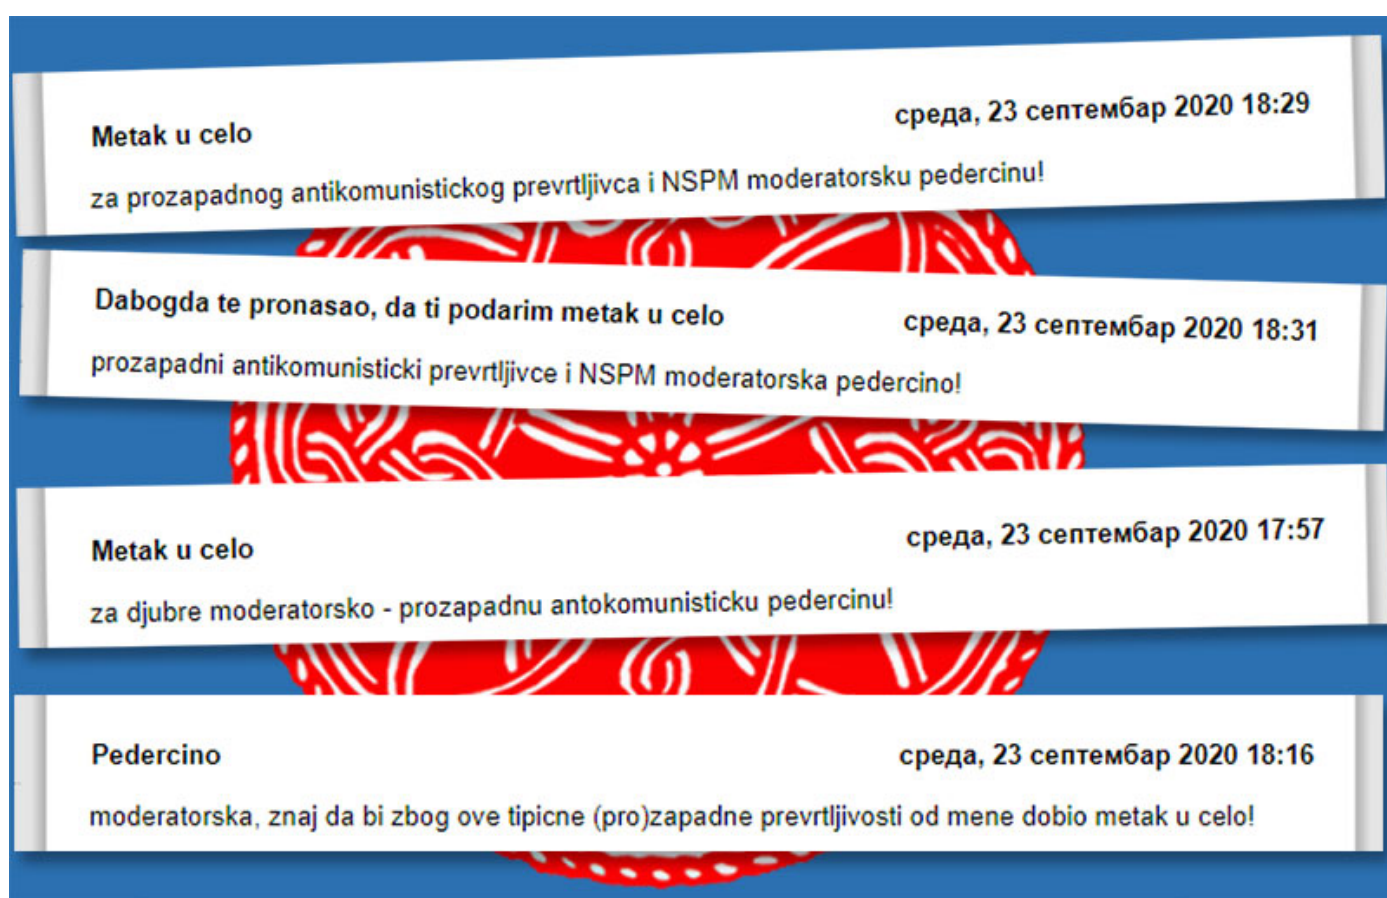 Metak u celo
среда, 23 септембар 2020 18:29
za prozapadnog antikomunistickog prevrtljivca i NSPM moderatorsku pedercinu!
Dabogda te pronasao, da ti podarim metak u celo
среда, 23 септембар 2020 18:31
prozapadni antikomunisticki prevrtljivce i NSPM moderatorska pedercino!
Metak u celo
среда, 23 септембар 2020 17:57
za djubre moderatorsko - prozapadnu antokomunisticku pedercinu!
Pedercino
среда, 23 септембар 2020 18:16
moderatorska, znaj da bi zbog ove tipicne (pro)zapadne prevrtljivosti od mene dobio metak u celo!